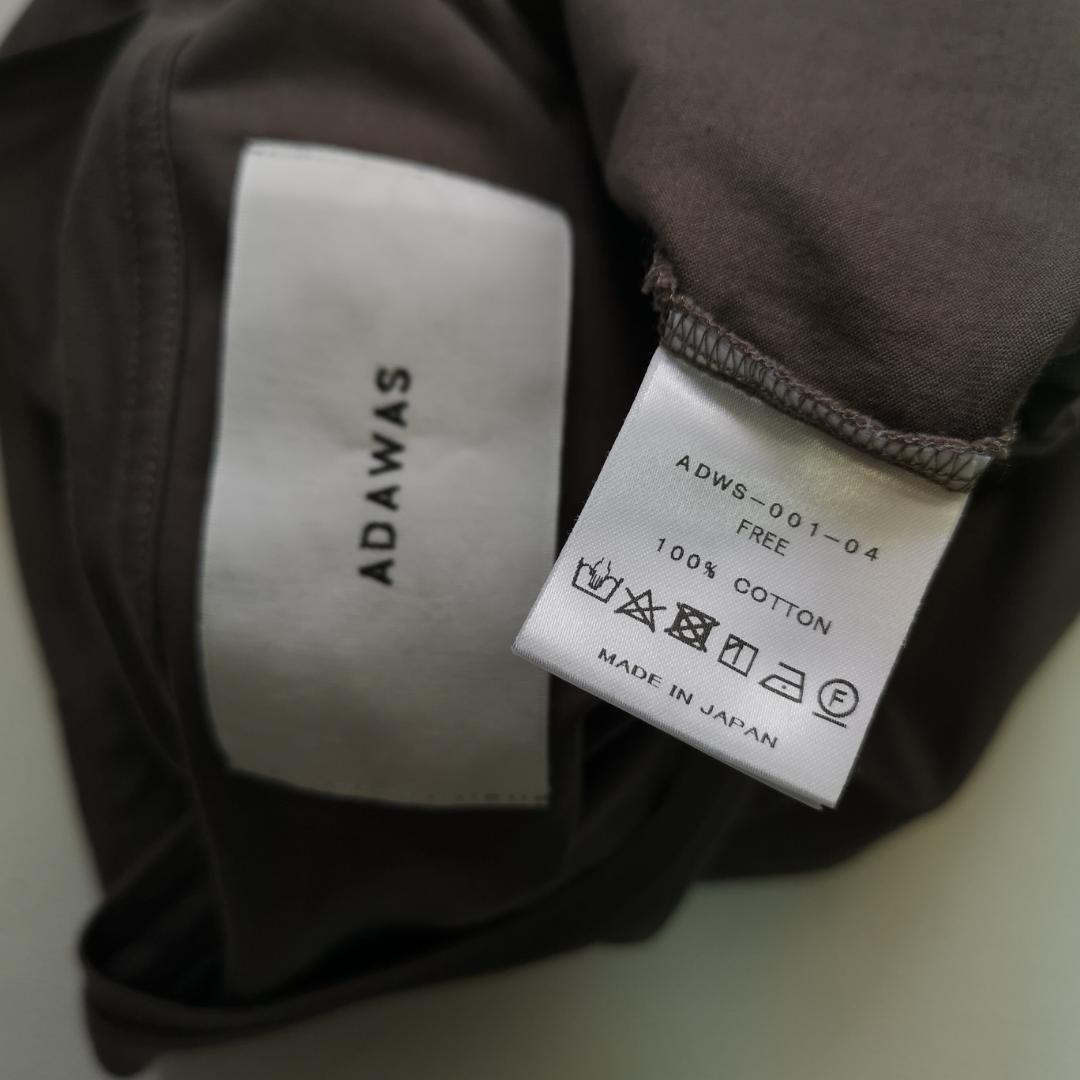 ADAWAS
ADWS-001-04
FREE
100% COTTON
F
MADE IN JAPAN